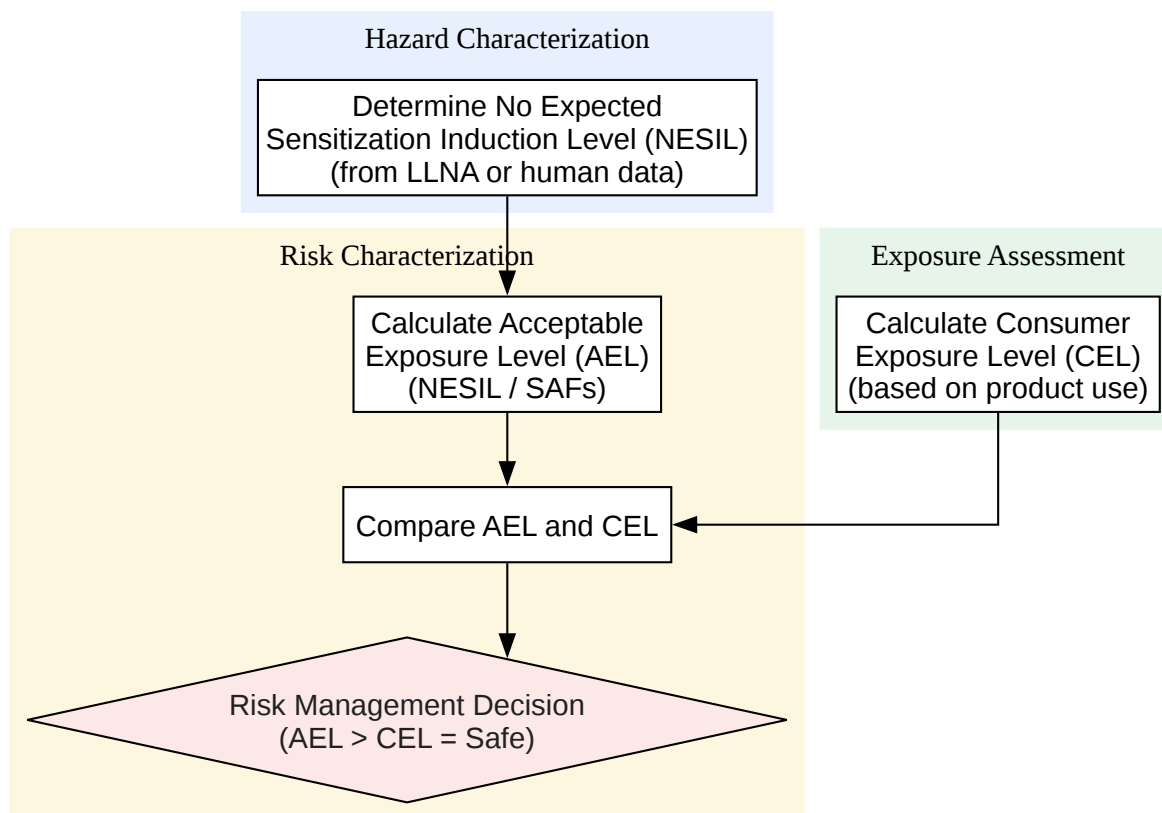 Hazard Characterization
Determine No Expected
Sensitization Induction Level (NESIL)
(from LLNA or human data)
Risk Characterization
Calculate Acceptable
Exposure Level (AEL)
(NESIL / SAFs)
Exposure Assessment
Calculate Consumer
Exposure Level (CEL)
(based on product use)
Compare AEL and CEL
Risk Management Decision
(AEL > CEL = Safe)